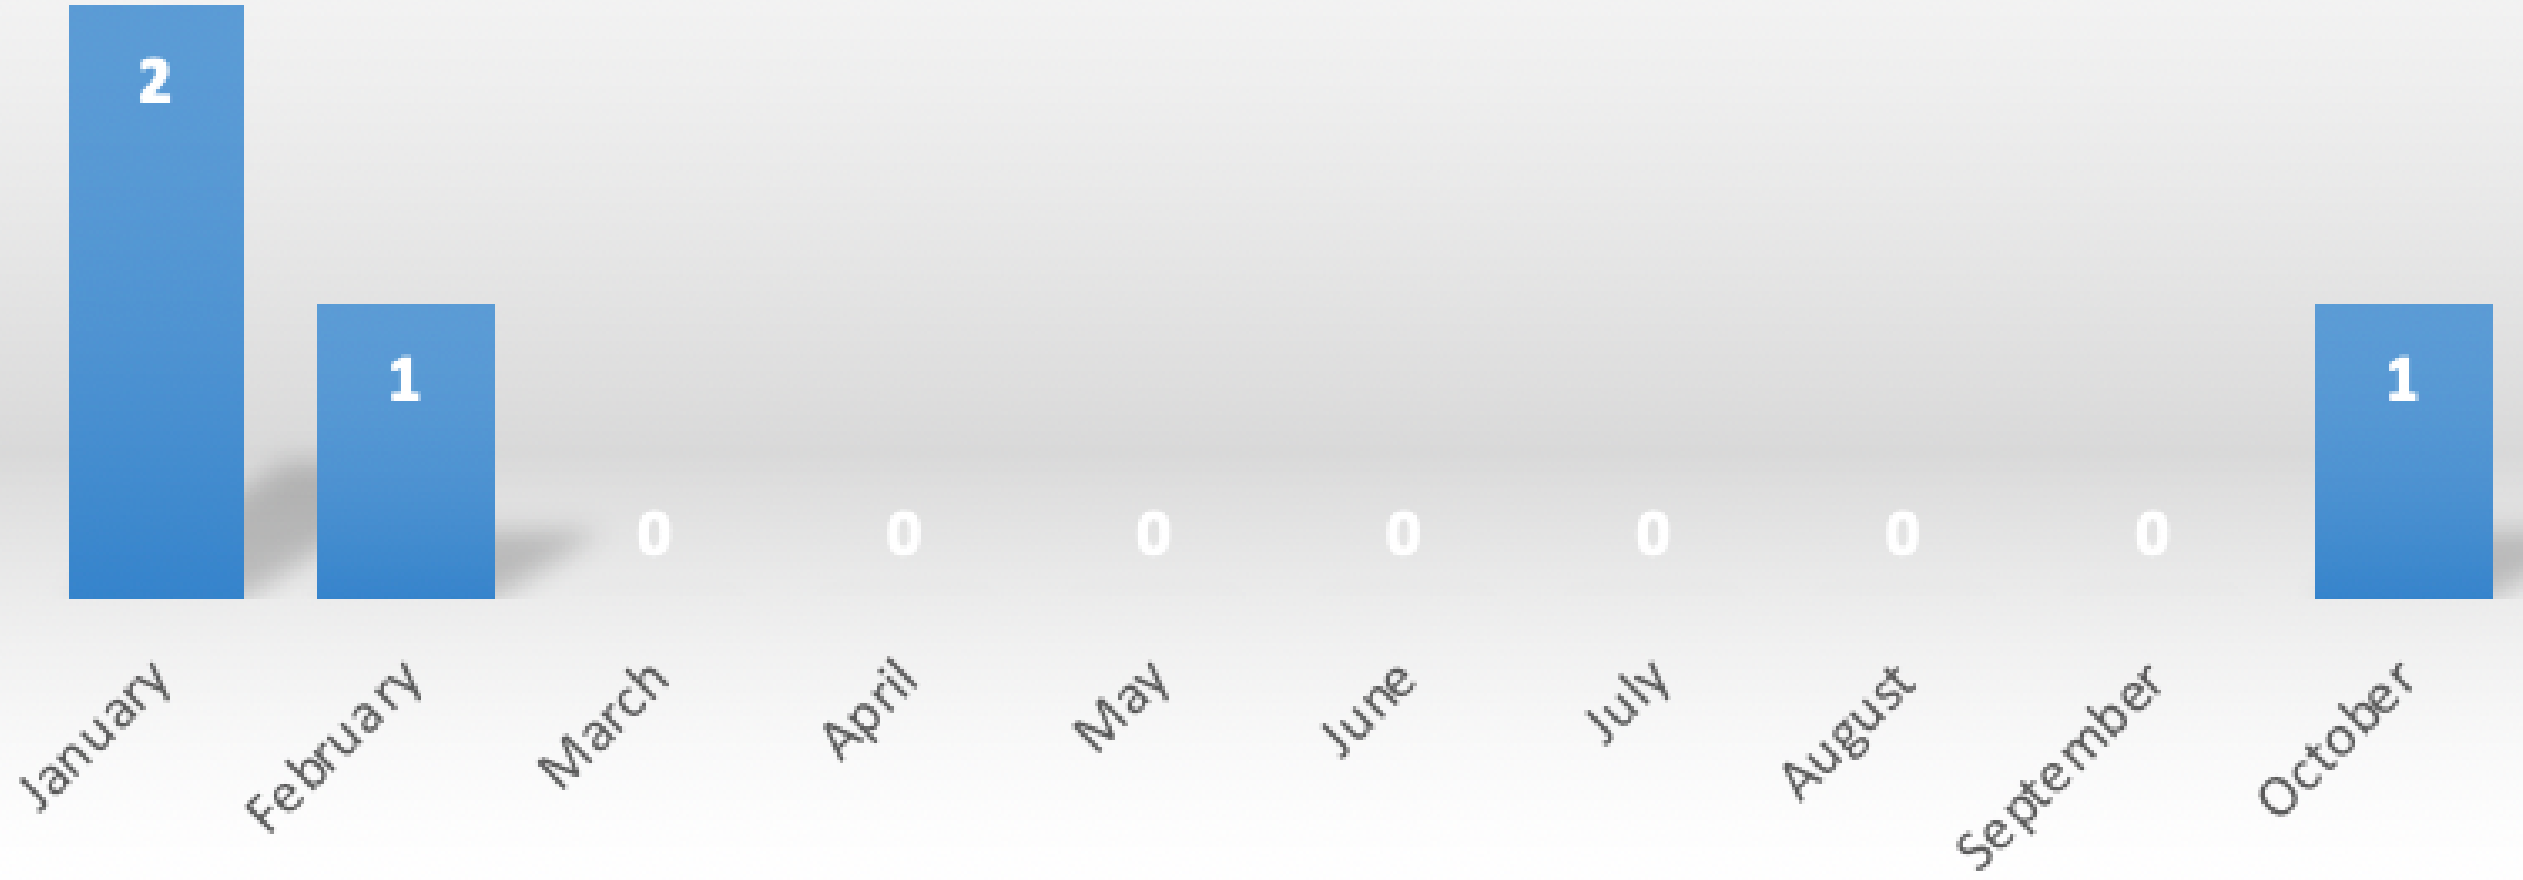 2
1
0
0
0
0
0
0
0
1
January
February
March
April
May
June
July
August
September
October